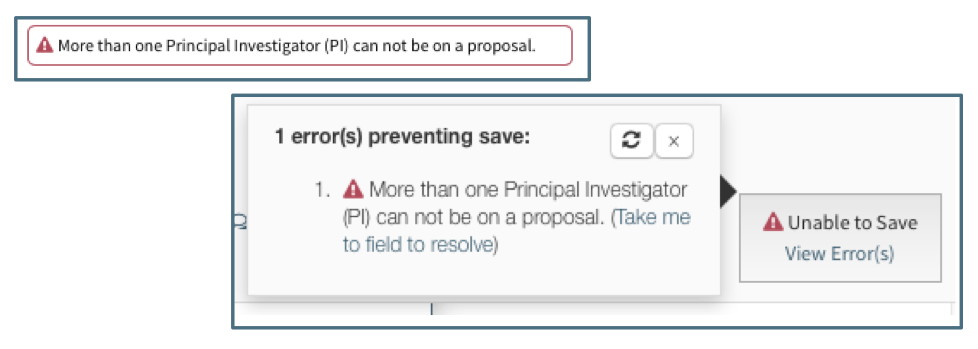 More than one Principal Investigator (PI) can not be on a proposal.
1 error(s) preventing save:
1. More than one Principal Investigator
(PI) can not be on a proposal. (Take me
to field to resolve)
Unable to Save
View Error(s)